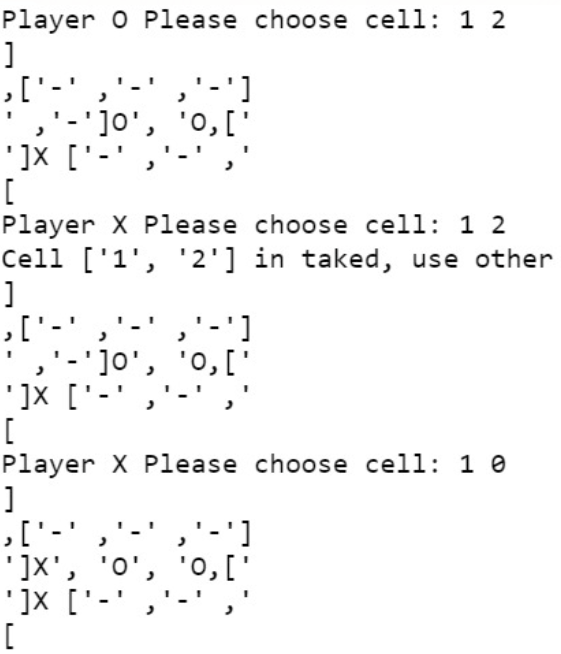 Player O Please choose cell: 1 2
]
,['-' ,'-' ,'-']
' ,'-']O', 'O,['
']X ['-' ,'-' ,'
[
Player X Please choose cell: 1 2
Cell ['1', '2'] in taked, use other
]
,['-' ,'-' ,'-']
' ,'-']O', 'O,['
']X ['-' ,'-' ,'
[
Player X Please choose cell: 1 0
]
,['-' ,'-' ,'-']
']X', 'O', 'O,['
']X ['-' ,'-' ,'
[